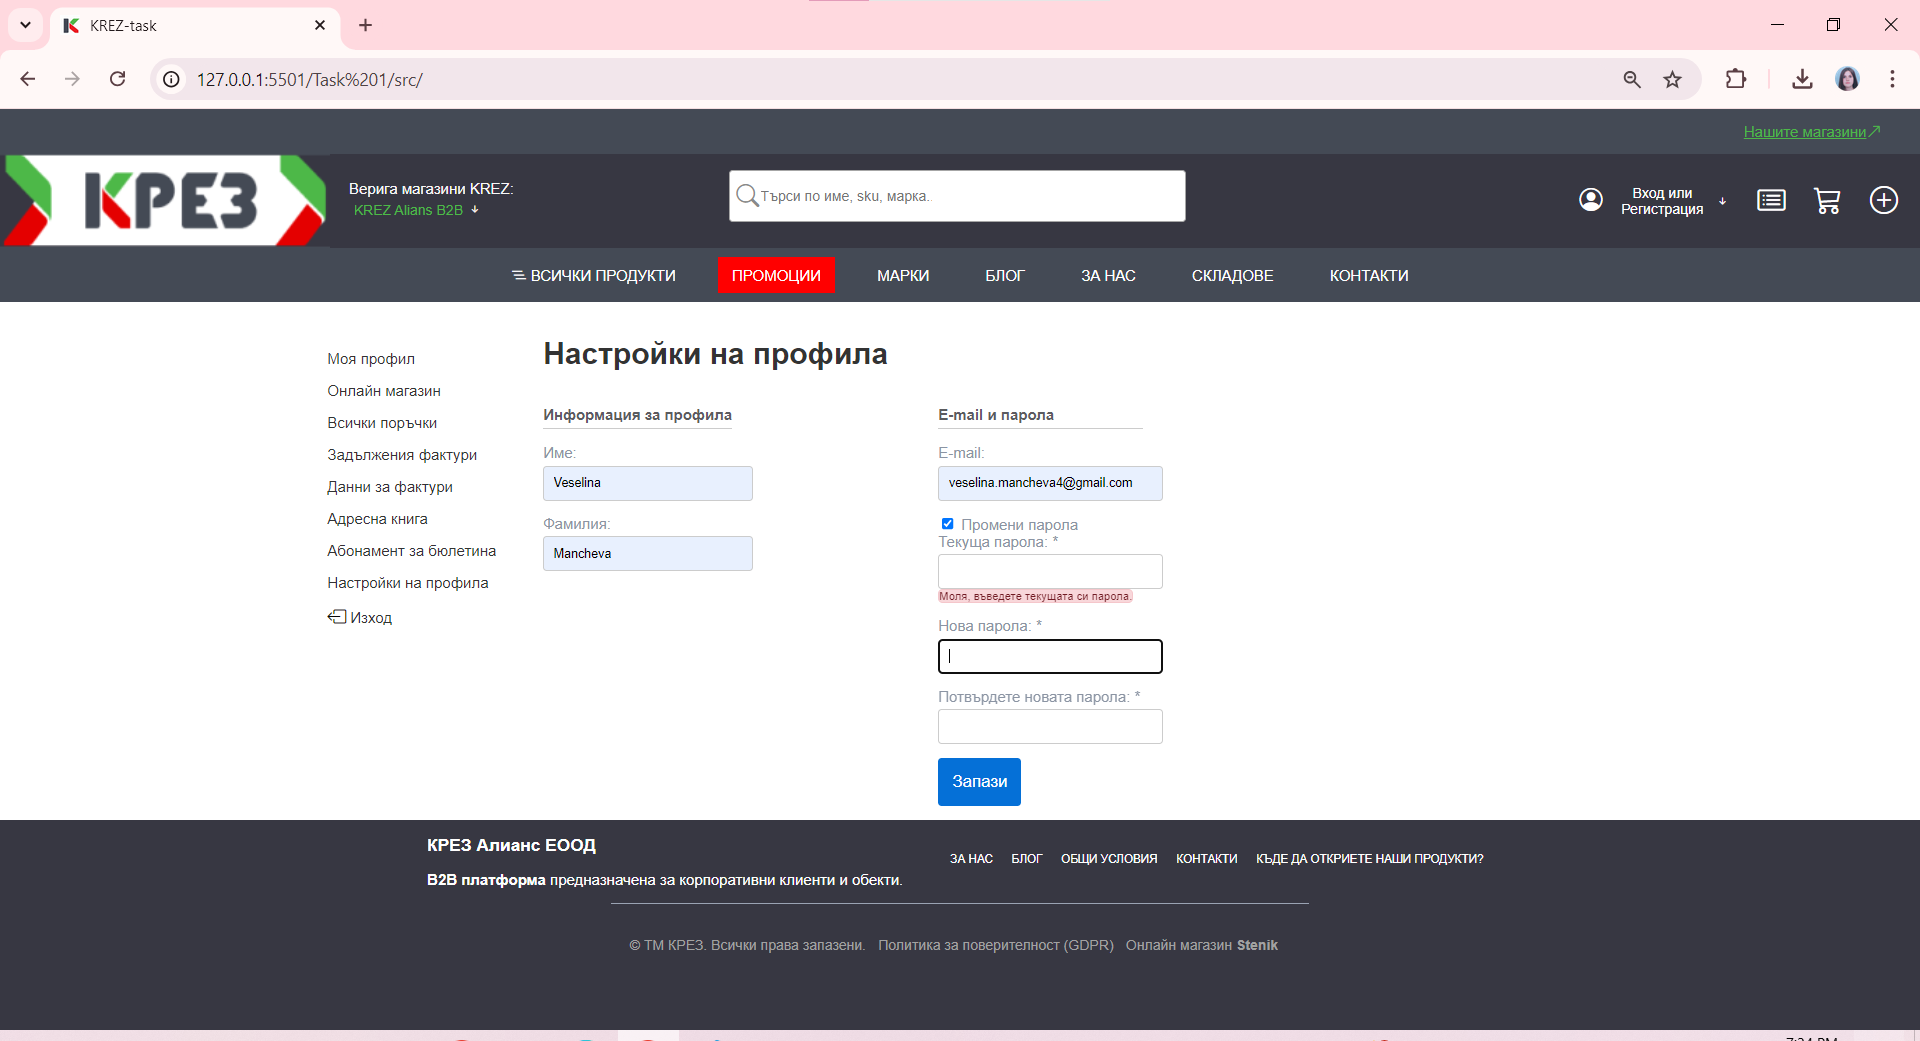 KREZ-task
127.0.0.1:5501/Task%201/src/
Нашите магазини
КРЕЗ
Верига магазини KREZ:
KREZ Alians B2B
Търси по име, sku, марка..
Вход или
Регистрация
ВСИЧКИ ПРОДУКТИ
ПРОМОЦИИ
МАРКИ
БЛОГ
ЗА НАС
СКЛАДОВЕ
КОНТАКТИ
Моя профил
Онлайн магазин
Всички поръчки
Задължения фактури
Данни за фактури
Адресна книга
Абонамент за бюлетина
Настройки на профила
Изход
Настройки на профила
Информация за профила
Име:
Veselina
Фамилия:
Mancheva
E-mail и парола
E-mail:
veselina.mancheva4@gmail.com
Промени парола
Текуща парола: *
Моля, въведете текущата си парола.
Нова парола: *
Потвърдете новата парола: *
Запази
КРЕЗ Алианс ЕООД
B2B платформа предназначена за корпоративни клиенти и обекти.
ЗА НАС БЛОГ ОБЩИ УСЛОВИЯ КОНТАКТИ КЪДЕ ДА ОТКРИЕТЕ НАШИ ПРОДУКТИ?
© ТМ КРЕЗ. Всички права запазени. Политика за поверителност (GDPR) Онлайн магазин Stenik